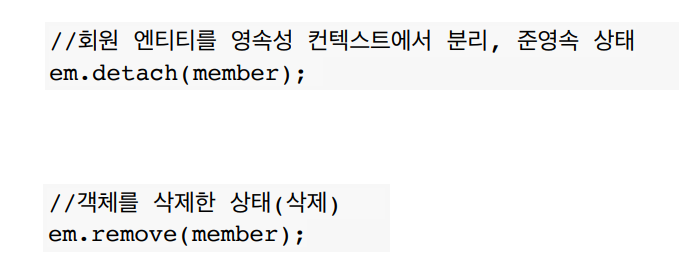 //회원 엔티티를 영속성 컨텍스트에서 분리, 준영속 상태
em.detach(member);
//객체를 삭제한 상태(삭제)
em.remove(member);